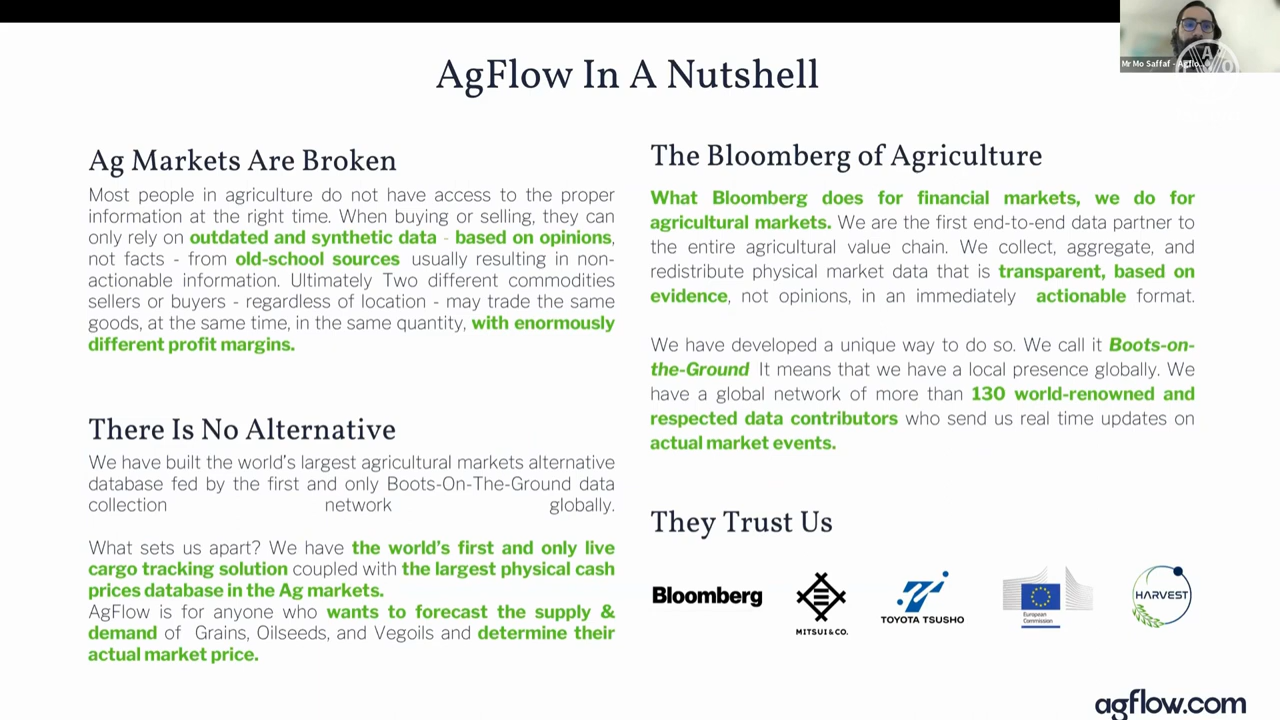 AgFlow In A Nutshell
Mr Mo Saffaf - Agflo...
Ag Markets Are Broken
Most people in agriculture do not have access to the proper
information at the right time. When buying or selling, they can
only rely on outdated and synthetic data - based on opinions,
not facts - from old-school sources usually resulting in non-
actionable information. Ultimately Two different commodities
sellers or buyers - regardless of location - may trade the same
goods, at the same time, in the same quantity, with enormously
different profit margins.
There Is No Alternative
We have built the world's largest agricultural markets alternative
database fed by the first and only Boots-On-The-Ground data
collection network globally.
What sets us apart? We have the world's first and only live
cargo tracking solution coupled with the largest physical cash
prices database in the Ag markets.
AgFlow is for anyone who wants to forecast the supply &
demand of Grains, Oilseeds, and Vegoils and determine their
actual market price.
The Bloomberg of Agriculture
What Bloomberg does for financial markets, we do for
agricultural markets. We are the first end-to-end data partner to
the entire agricultural value chain. We collect, aggregate, and
redistribute physical market data that is transparent, based on
evidence, not opinions, in an immediately actionable format.
We have developed a unique way to do so. We call it Boots-on-
the-Ground It means that we have a local presence globally. We
have a global network of more than 130 world-renowned and
respected data contributors who send us real time updates on
actual market events.
They Trust Us
Bloomberg
MITSUI & CO.
TOYOTA TSUSHO
European
Commission
HARVEST
agflow.com